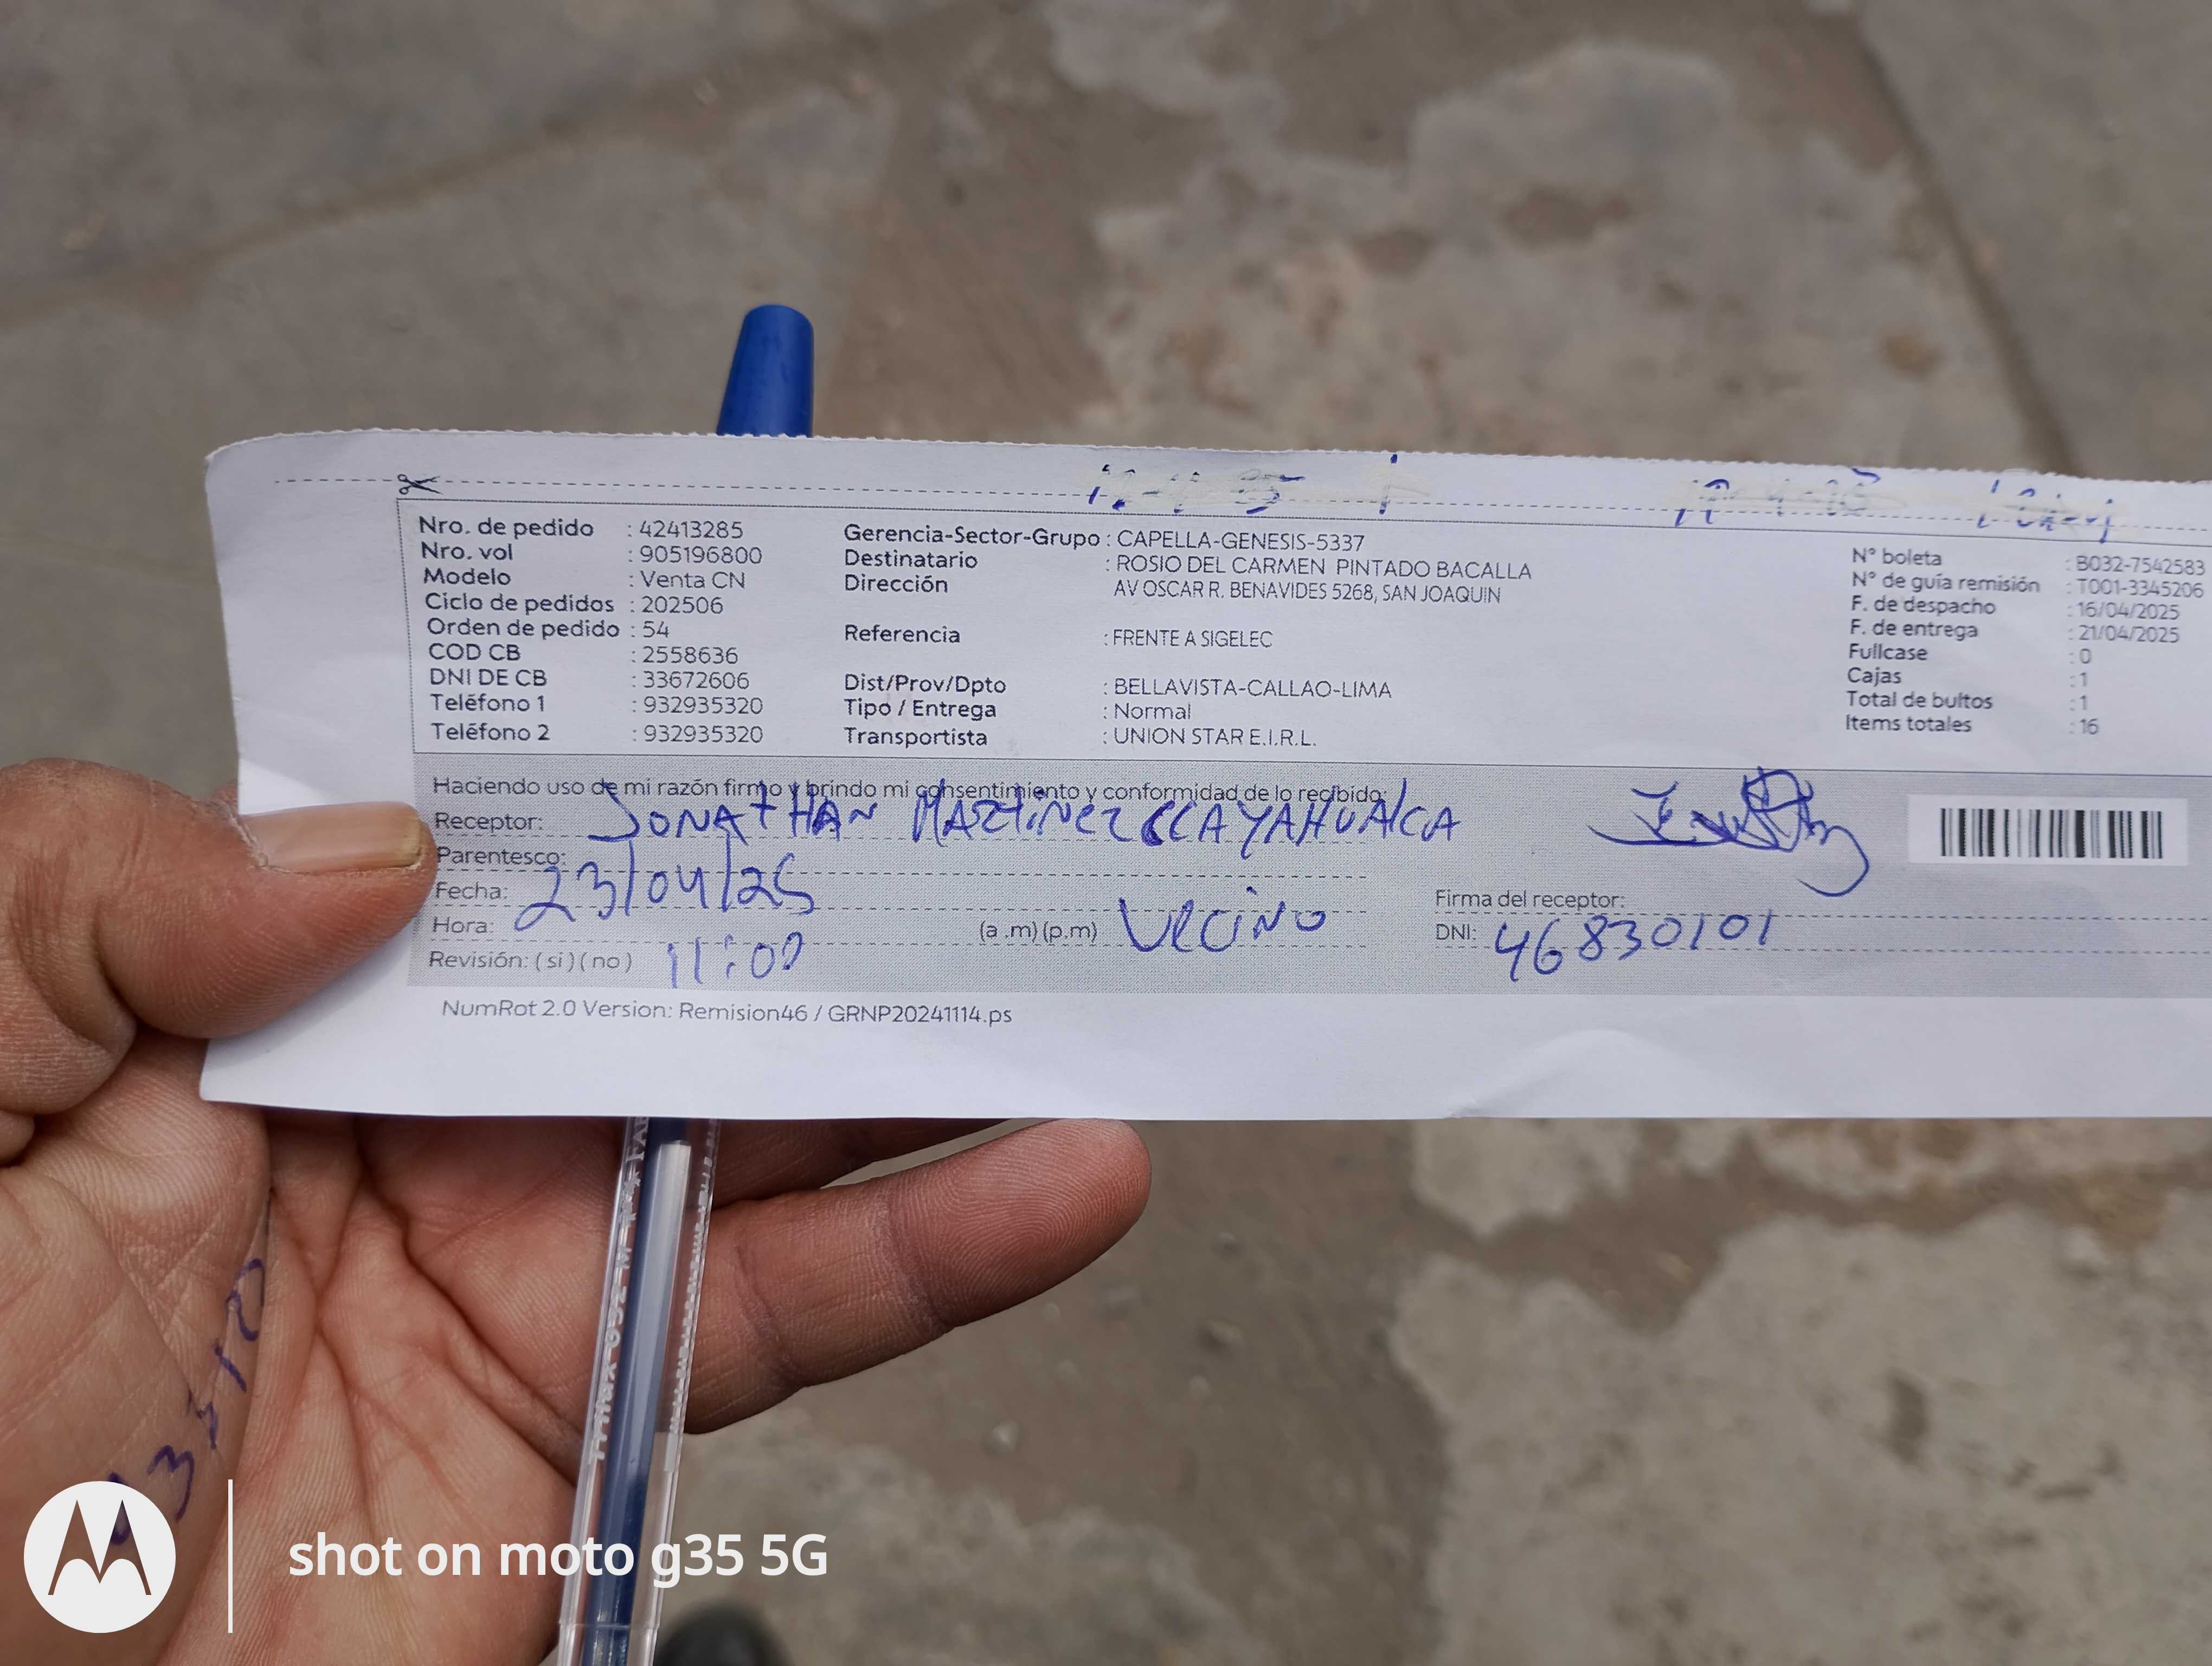 Nro. de pedido : 42413285
Nro. vol : 905196800
Modelo : Venta CN
Ciclo de pedidos : 202506
Orden de pedido : 54
COD CB : 2558636
DNI DE CB : 33672606
Teléfono 1 : 932935320
Teléfono 2 : 932935320
Gerencia-Sector-Grupo : CAPELLA-GENESIS-5337
Destinatario : ROSIO DEL CARMEN PINTADO BACALLA
Dirección AV OSCAR R. BENAVIDES 5268, SAN JOAQUIN
Referencia : FRENTE A SIGELEC
Dist/Prov/Dpto : BELLAVISTA-CALLAO-LIMA
Tipo / Entrega : Normal
Transportista : UNION STAR E.I.R.L.
N° boleta : B032-7542583
N° de guía remisión : T001-3345206
F. de despacho : 16/04/2025
F. de entrega : 21/04/2025
Fullcase : 0
Cajas : 1
Total de bultos : 1
Items totales : 16
Haciendo uso de mi razón firmo y brindo mi consentimiento y conformidad de lo recibido:
Receptor: JONATHAN MARTINEZ CCAYAHUALCA
Parentesco:
Fecha: 23/04/25
Hora: (a .m) (p.m) Vecino
Revisión: ( si ) ( no ) 11:00
Firma del receptor:
DNI: 46830101
NumRot 2.0 Version: Remision46 / GRNP20241114.ps
shot on moto g35 5G